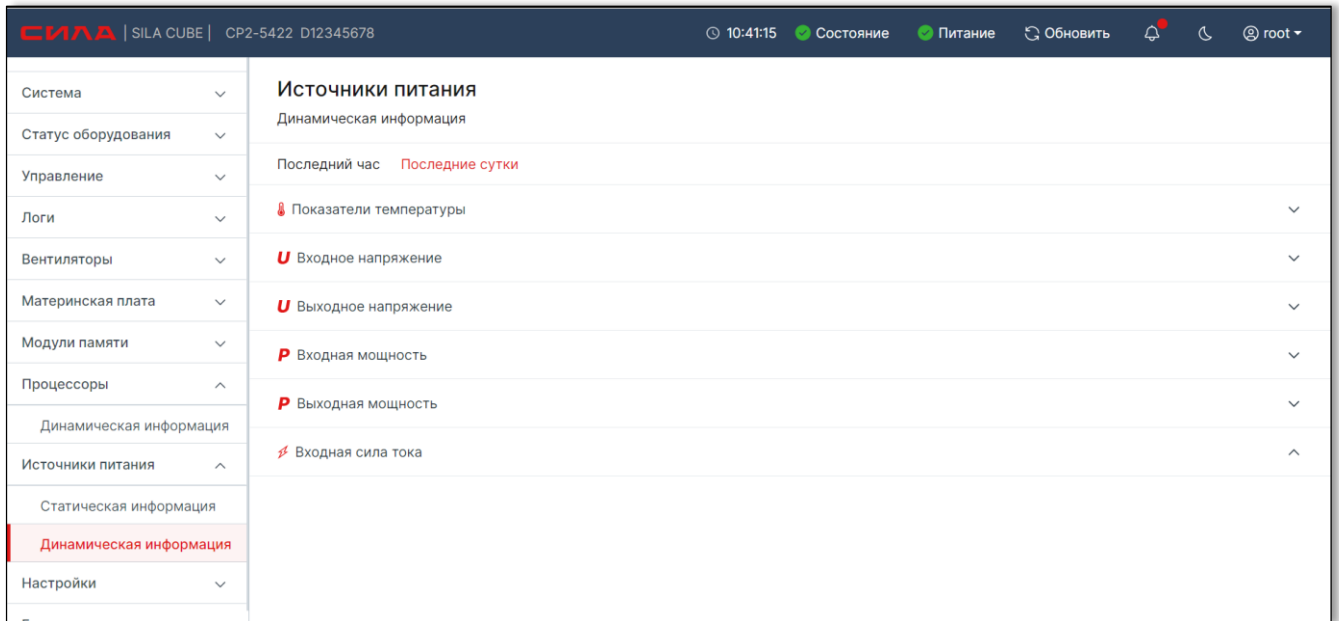 СИЛА | SILA CUBE | CP2-5422 D12345678 10:41:15 Состояние Питание Обновить root
Система
Статус оборудования
Управление
Логи
Вентиляторы
Материнская плата
Модули памяти
Процессоры
Динамическая информация
Источники питания
Статическая информация
Динамическая информация
Настройки
Источники питания
Динамическая информация
Последний час Последние сутки
Показатели температуры
U Входное напряжение
U Выходное напряжение
P Входная мощность
P Выходная мощность
Входная сила тока